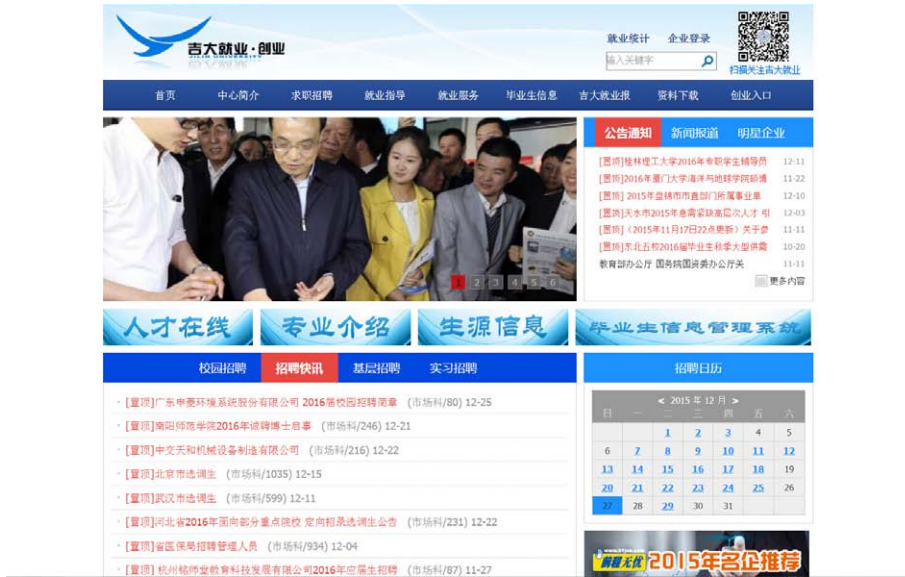 吉大就业·创业
JILIN UNIVERSITY
就业统计 企业登录
输入关键字
扫描关注吉大就业
首页 中心简介 求职招聘 就业指导 就业服务 毕业生信息 吉大就业报 资料下载 创业入口
公告通知 新闻报道 明星企业
[置顶]桂林理工大学2016年专职学生辅导员 12-11
[置顶]2016年厦门大学海洋与地球学院硕博 11-22
[置顶] 2015年盘锦市市直部门所属事业单 12-10
[置顶]天水市2015年急需紧缺高层次人才 引 12-03
[置顶]（2015年11月17日22点更新）关于参 11-11
[置顶]东北五校2016届毕业生秋季大型供需 10-20
教育部办公厅 国务院国资委办公厅关 11-11
更多内容
1 2 3 4 5 6
人才在线 专业介绍 生源信息 毕业生信息管理系统
校园招聘 招聘快讯 基层招聘 实习招聘
[置顶]广东申菱环境系统股份有限公司 2016届校园招聘简章 (市场科/80) 12-25
[置顶]南阳师范学院2016年诚聘博士启事 (市场科/246) 12-21
[置顶]中交天和机械设备制造有限公司 (市场科/216) 12-22
[置顶]北京市选调生 (市场科/1035) 12-15
[置顶]武汉市选调生 (市场科/599) 12-11
[置顶]河北省2016年面向部分重点院校 定向招录选调生公告 (市场科/231) 12-22
[置顶]省医保局招聘管理人员 (市场科/934) 12-04
[置顶] 杭州铭师堂教育科技发展有限公司2016年应届生招聘 (市场科/87) 11-27
招聘日历
< 2015 年 12 月 >
日 一 二 三 四 五 六
1 2 3 4 5
6 7 8 9 10 11 12
13 14 15 16 17 18 19
20 21 22 23 24 25 26
27 28 29 30 31
前程无忧 2015年名企推荐